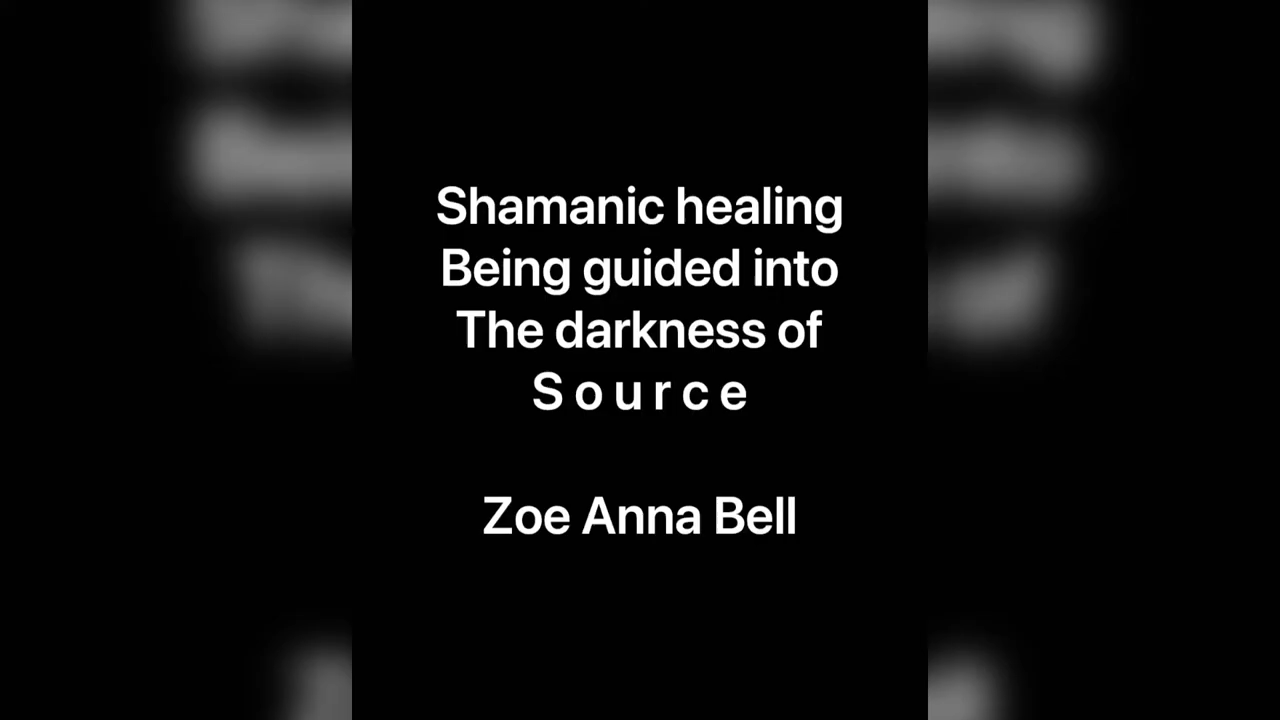 Shamanic healing
Being guided into
The darkness of
S o u r c e
Zoe Anna Bell